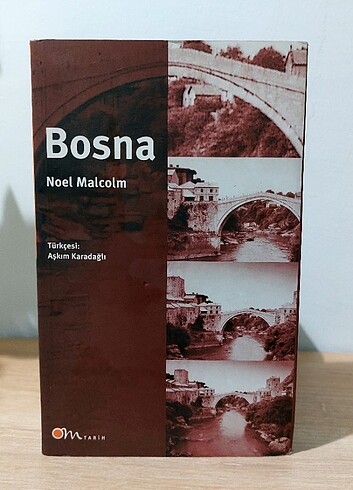 Bosna
Noel Malcolm
Türkçesi:
Aşkım Karadağlı
Om TARİH